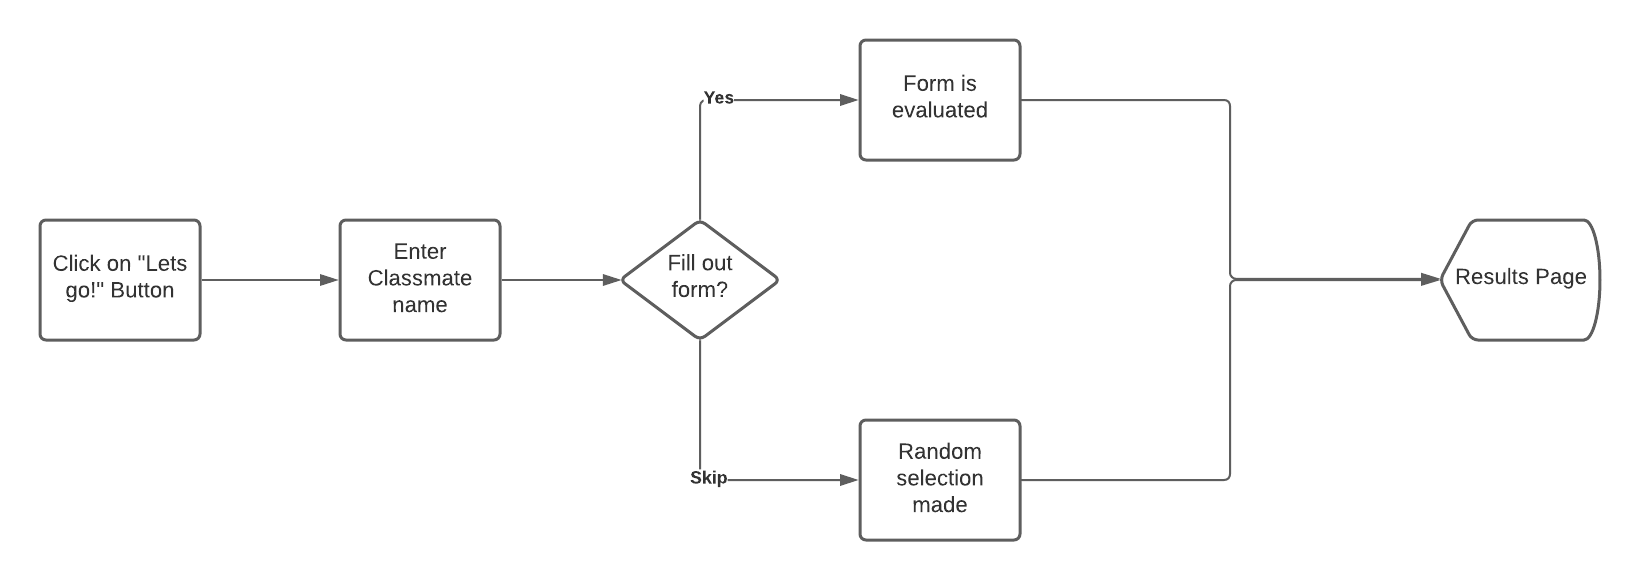 Click on "Lets
go!" Button
Enter
Classmate
name
Fill out
form?
Yes
Form is
evaluated
Skip
Random
selection
made
Results Page